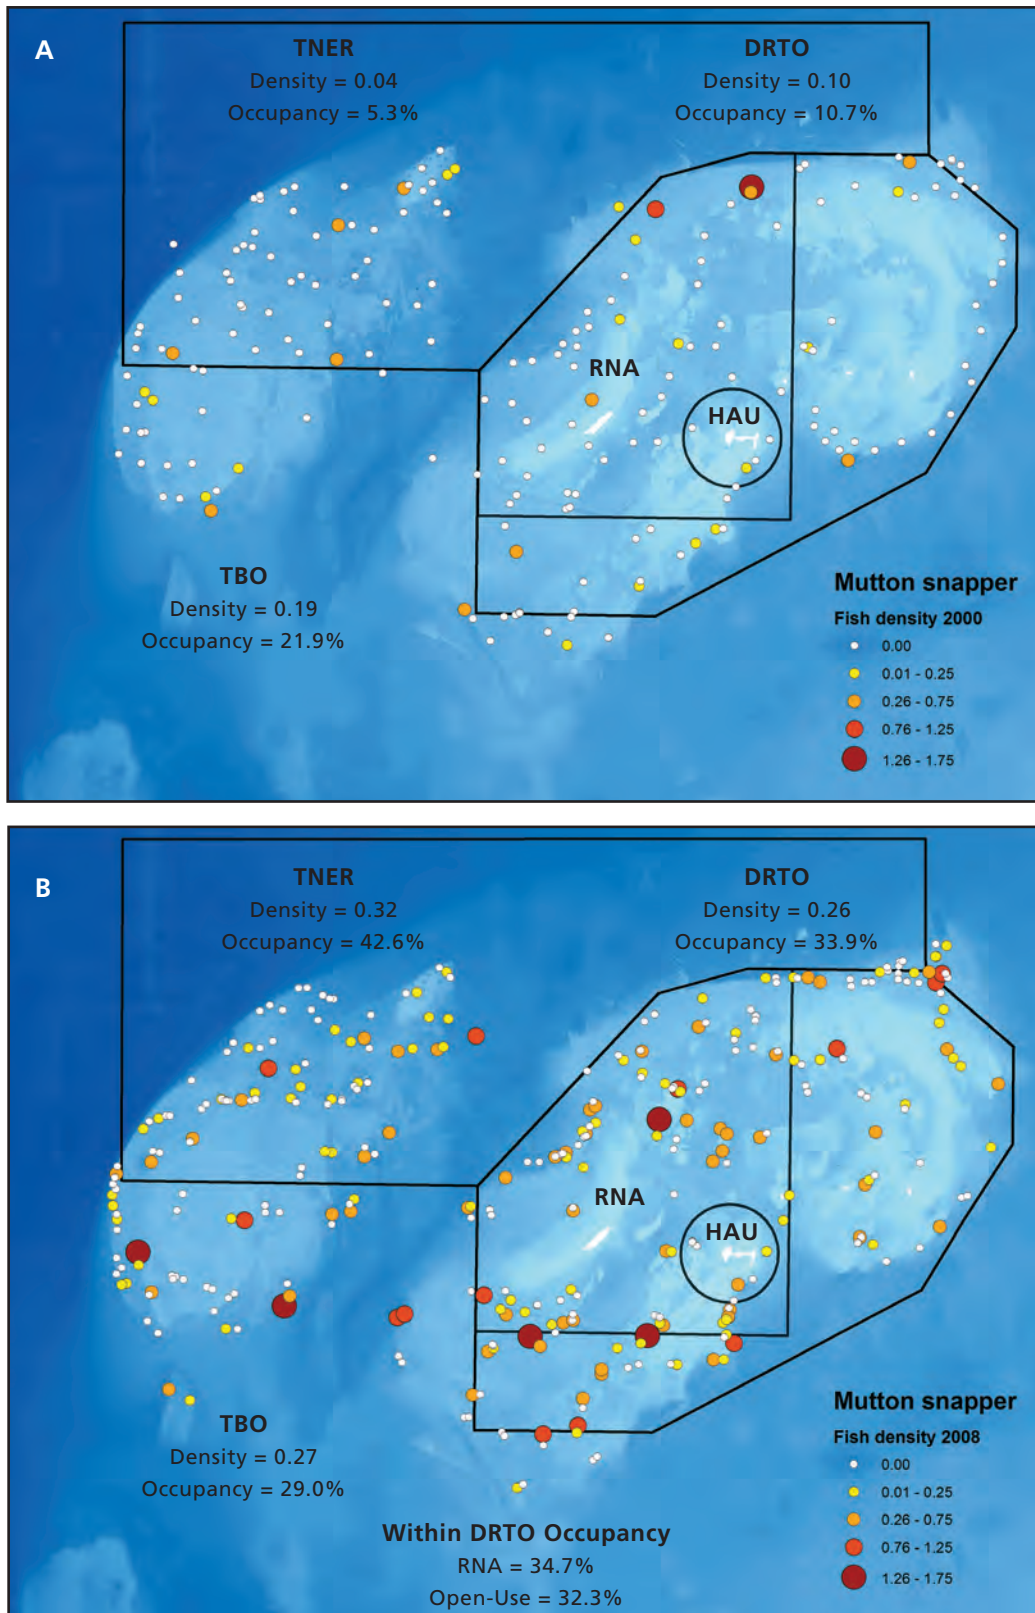 A
TNER
Density = 0.04
Occupancy = 5.3%
DRTO
Density = 0.10
Occupancy = 10.7%
RNA
HAU
TBO
Density = 0.19
Occupancy = 21.9%
Mutton snapper
Fish density 2000
0.00
0.01 - 0.25
0.26 - 0.75
0.76 - 1.25
1.26 - 1.75
B
TNER
Density = 0.32
Occupancy = 42.6%
DRTO
Density = 0.26
Occupancy = 33.9%
RNA
HAU
TBO
Density = 0.27
Occupancy = 29.0%
Mutton snapper
Fish density 2008
0.00
0.01 - 0.25
0.26 - 0.75
0.76 - 1.25
1.26 - 1.75
Within DRTO Occupancy
RNA = 34.7%
Open-Use = 32.3%